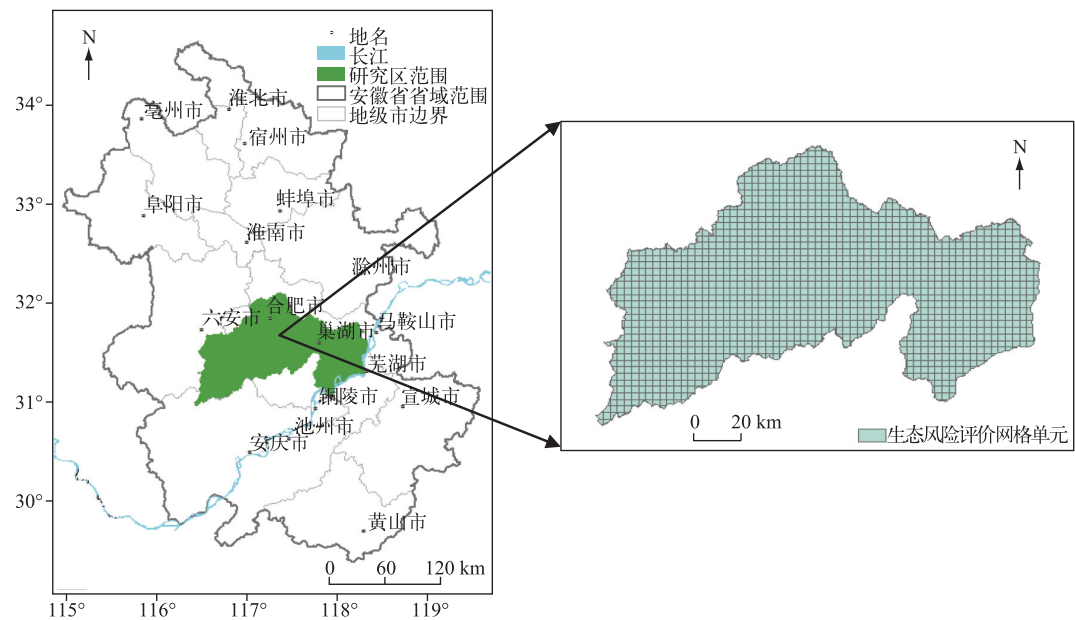 N
地名
长江
研究区范围
安徽省省域范围
地级市边界
34°
33°
32°
31°
30°
亳州市
淮北市
宿州市
阜阳市
蚌埠市
淮南市
滁州市
合肥市
六安市
巢湖市
马鞍山市
芜湖市
铜陵市
宣城市
池州市
安庆市
黄山市
0 60 120 km
115° 116° 117° 118° 119°
N
0 20 km
生态风险评价网格单元